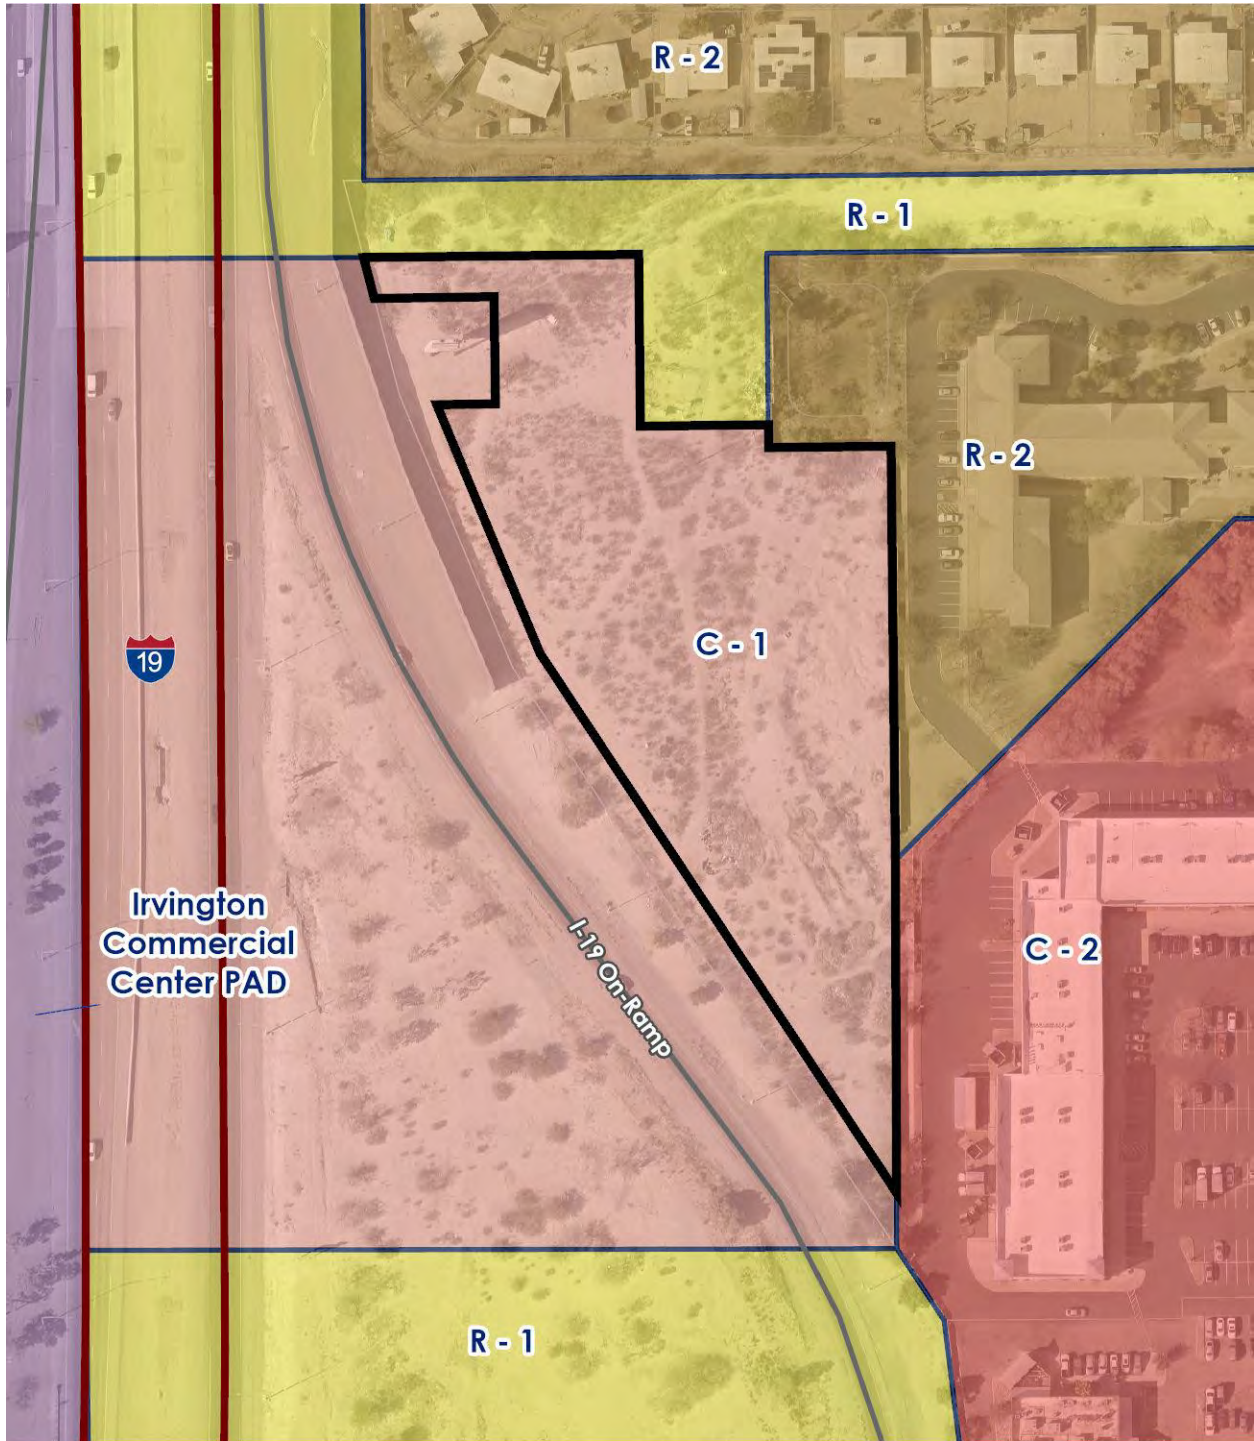 R - 2
R - 1
R - 2
C - 1
19
Irvington
Commercial
Center PAD
C - 2
I-19 On-Ramp
R - 1